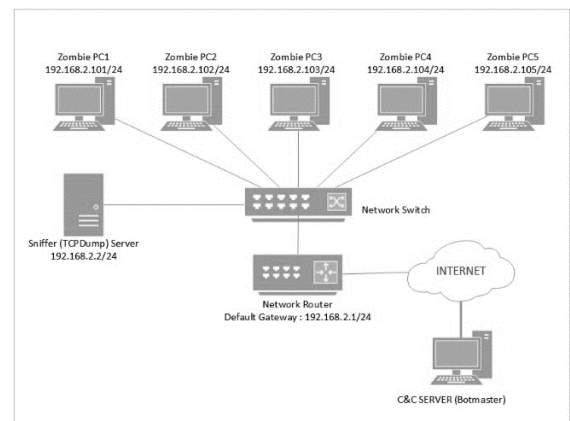 Zombie PC1
192.168.2.101/24
Zombie PC2
192.168.2.102/24
Zombie PC3
192.168.2.103/24
Zombie PC4
192.168.2.104/24
Zombie PC5
192.168.2.105/24
Network Switch
Sniffer (TCPDump) Server
192.168.2.2/24
INTERNET
Network Router
Default Gateway : 192.168.2.1/24
C&C SERVER (Botmaster)